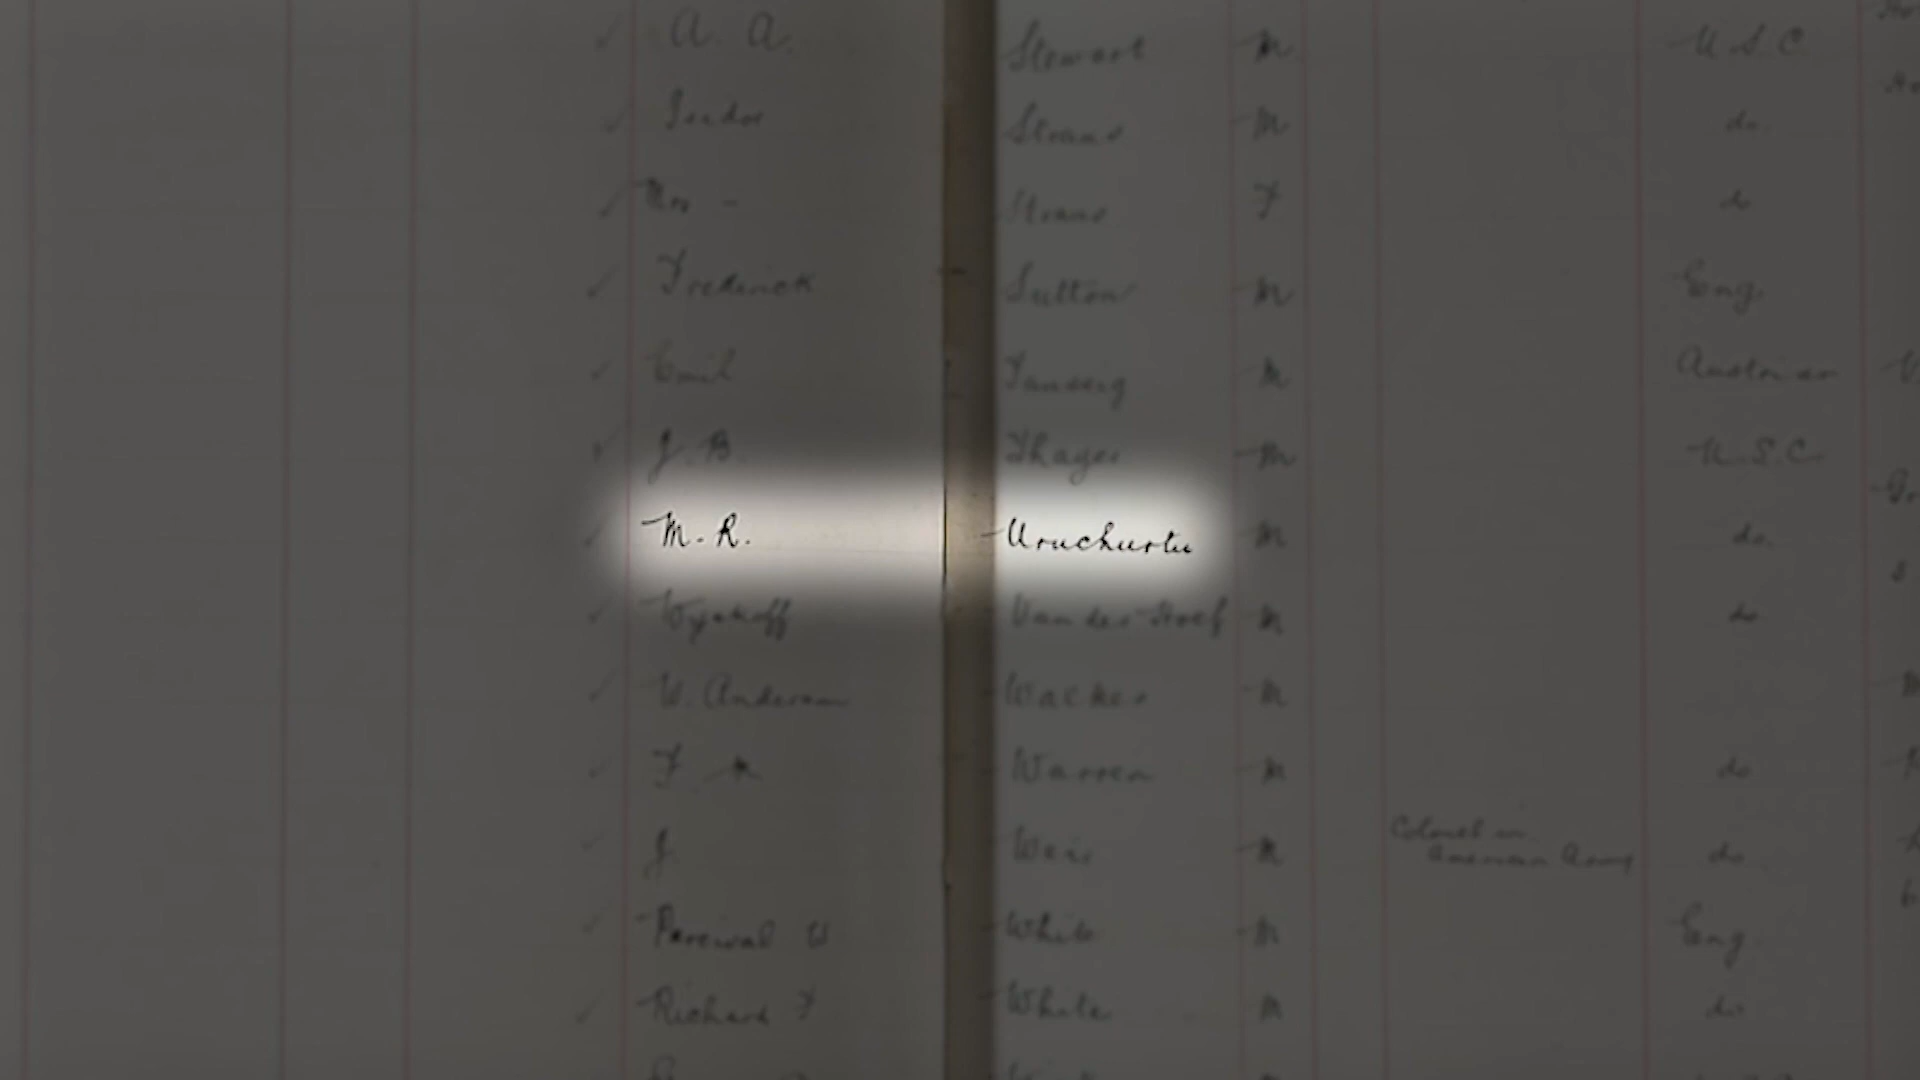 A. A. Stewart M U.S.C.
Isidor Straus M do
Mrs - Straus F do
Frederick Sutton M Eng.
Emil Taussig M Austrian
J. B. Thayer M U.S.C.
M. R. Uruchurtu M do
Wyckoff Van der Hoef M do
W. Anderson Walker M
F M Warren M do
J Weir M Colonel in American Army do
Percival W White M Eng
Richard F White M do